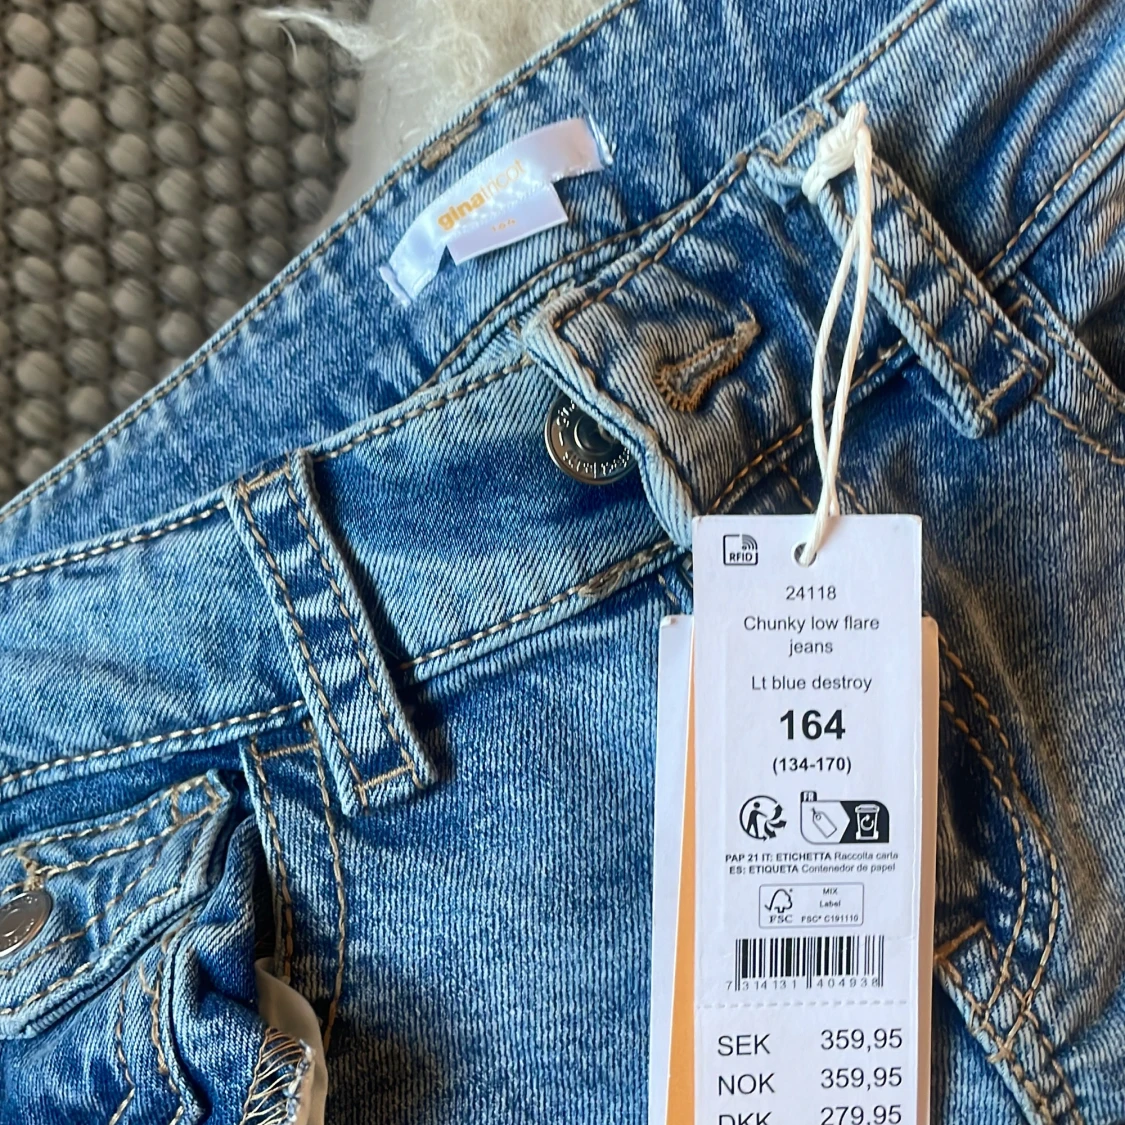 ginatricot
164
RFID
24118
Chunky low flare
jeans
Lt blue destroy
164
(134-170)
FR
PAP 21 IT: ETICHETTA Raccolta carta
ES: ETIQUETA Contenedor de papel
FSC
MIX
Label
FSC® C191110
7 314131 404938
SEK 359,95
NOK 359,95
DKK 279,95